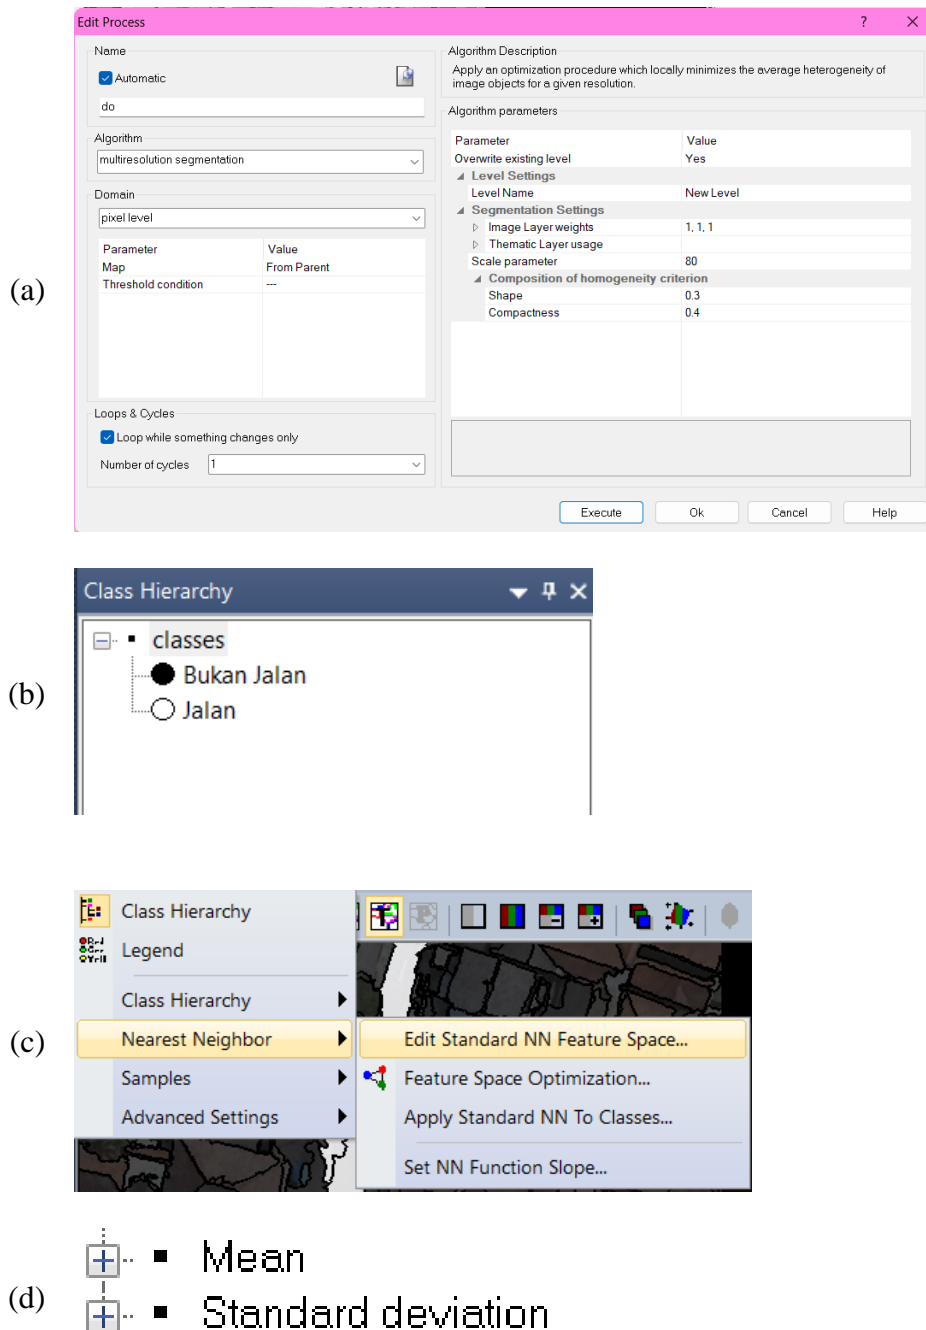 Edit Process ? X
Name
Automatic
do
Algorithm
multiresolution segmentation
Domain
pixel level
Parameter Value
Map From Parent
Threshold condition ---
Loops & Cycles
Loop while something changes only
Number of cycles 1
Algorithm Description
Apply an optimization procedure which locally minimizes the average heterogeneity of
image objects for a given resolution.
Algorithm parameters
Parameter Value
Overwrite existing level Yes
Level Settings
Level Name New Level
Segmentation Settings
Image Layer weights 1, 1, 1
Thematic Layer usage
Scale parameter 80
Composition of homogeneity criterion
Shape 0.3
Compactness 0.4
Execute Ok Cancel Help
(a)
Class Hierarchy
classes
Bukan Jalan
Jalan
(b)
Class Hierarchy
Legend
Class Hierarchy
Nearest Neighbor
Samples
Advanced Settings
Edit Standard NN Feature Space...
Feature Space Optimization...
Apply Standard NN To Classes...
Set NN Function Slope...
(c)
Mean
Standard deviation
(d)